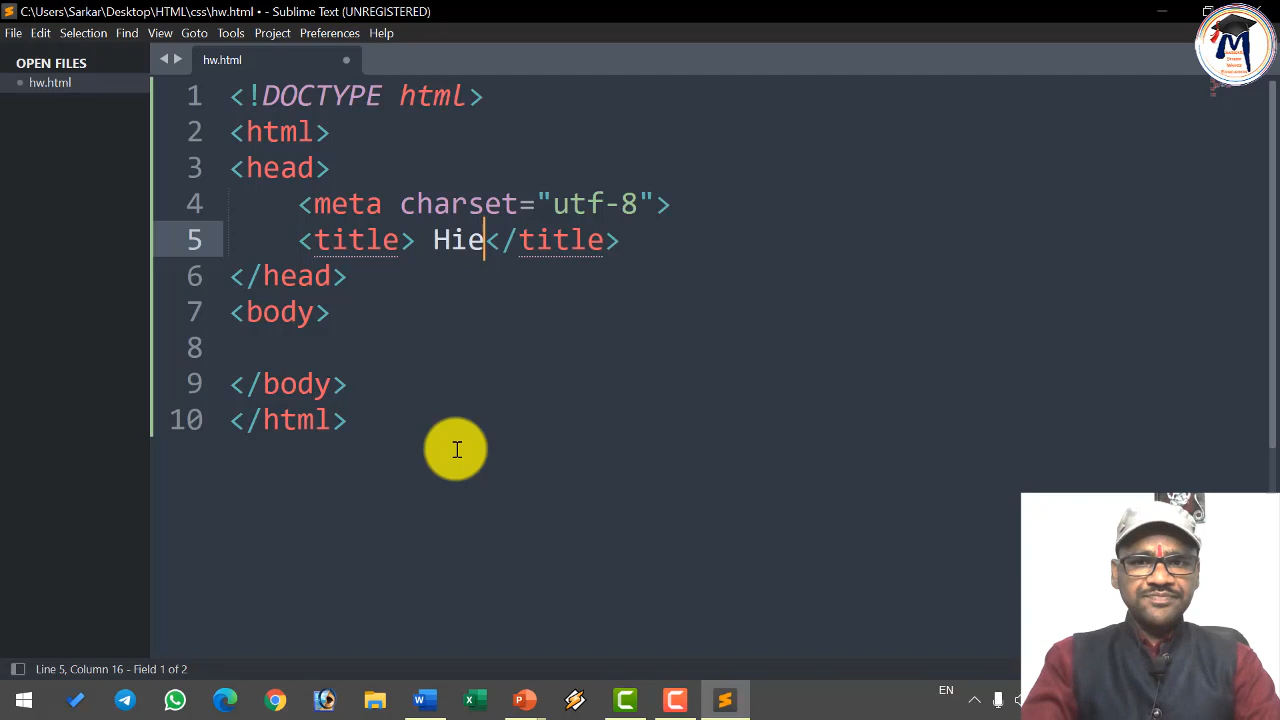 C:\Users\Sarkar\Desktop\HTML\css\hw.html • - Sublime Text (UNREGISTERED)
File Edit Selection Find View Goto Tools Project Preferences Help
OPEN FILES
hw.html
hw.html
1 <!DOCTYPE html>
2 <html>
3 <head>
4 <meta charset="utf-8">
5 <title> Hie</title>
6 </head>
7 <body>
8
9 </body>
10 </html>
Line 5, Column 16 - Field 1 of 2
EN